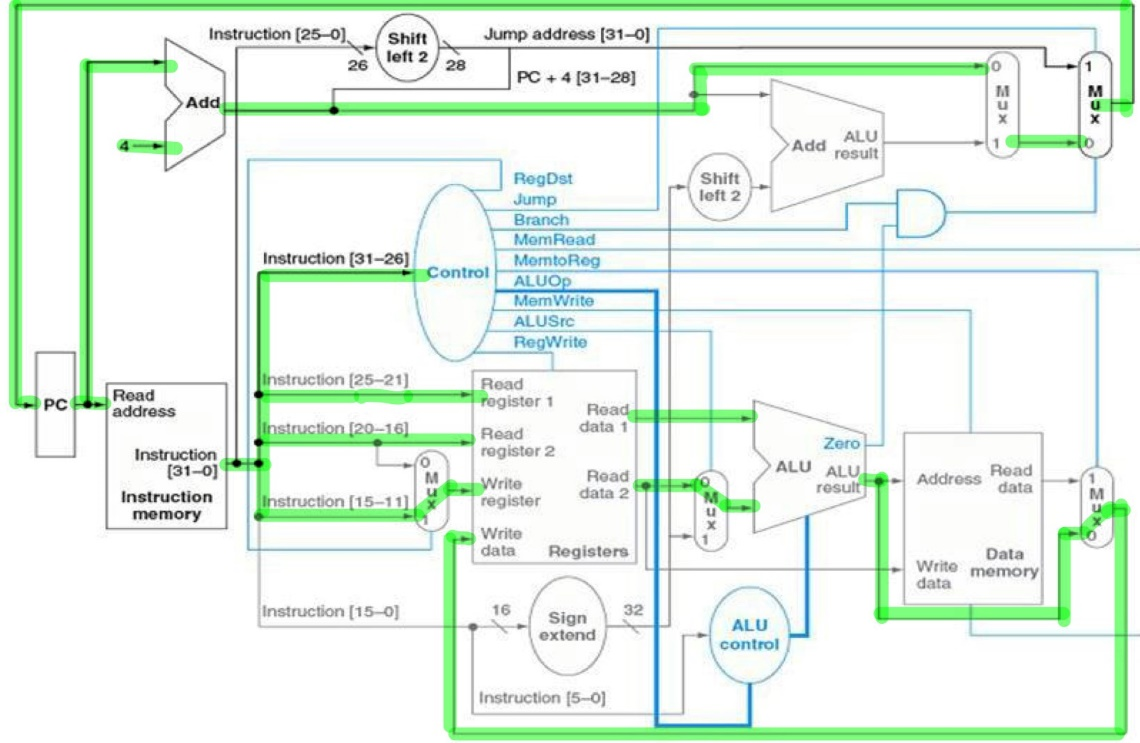 Instruction [25–0]
26
Shift
left 2
28
Jump address [31–0]
PC + 4 [31–28]
Add
4
0
M
u
x
1
1
M
u
x
0
Add
ALU
result
Shift
left 2
RegDst
Jump
Branch
MemRead
MemtoReg
ALUOp
MemWrite
ALUSrc
RegWrite
Instruction [31–26]
Control
PC
Read
address
Instruction
[31–0]
Instruction
memory
Instruction [25–21]
Instruction [20–16]
Instruction [15–11]
0
M
u
x
1
Read
register 1
Read
register 2
Write
register
Write
data
Read
data 1
Read
data 2
Registers
0
M
u
x
1
Zero
ALU
ALU
result
Address
Read
data
Write
data
Data
memory
1
M
u
x
0
Instruction [15–0]
16
Sign
extend
32
ALU
control
Instruction [5–0]